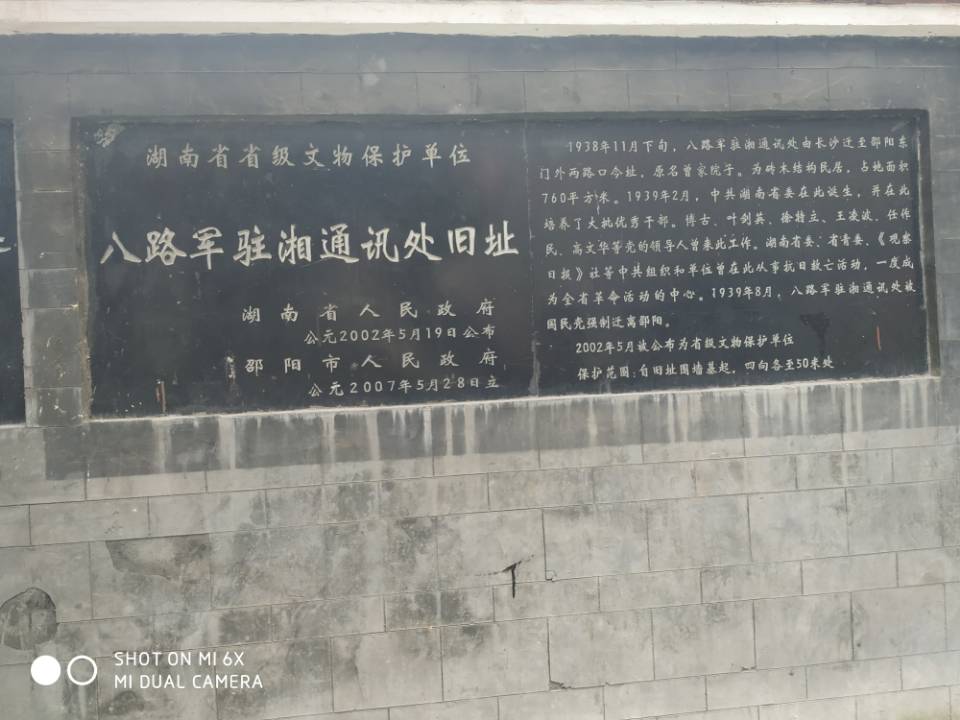 湖南省省级文物保护单位
八路军驻湘通讯处旧址
湖南省人民政府
公元2002年5月19日公布
邵阳市人民政府
公元2007年5月28日立
1938年11月下旬，八路军驻湘通讯处由长沙迁至邵阳东
门外两路口今址，原名曾家院子。为砖木结构民居，占地面积
760平方米。1939年2月，中共湖南省委在此诞生，并在此
培养了大批优秀干部。博古、叶剑英、徐特立、王凌波、任作
民、高文华等党的领导人曾来此工作。湖南省委、省青委、《观察
日报》社等中共组织和单位曾在此从事抗日救亡活动，一度成
为全省革命活动的中心。1939年8月，八路军驻湘通讯处被
国民党强制迁离邵阳。
2002年5月被公布为省级文物保护单位
保护范围：自旧址围墙墓起，四向各至50米处
SHOT ON MI 6X
MI DUAL CAMERA